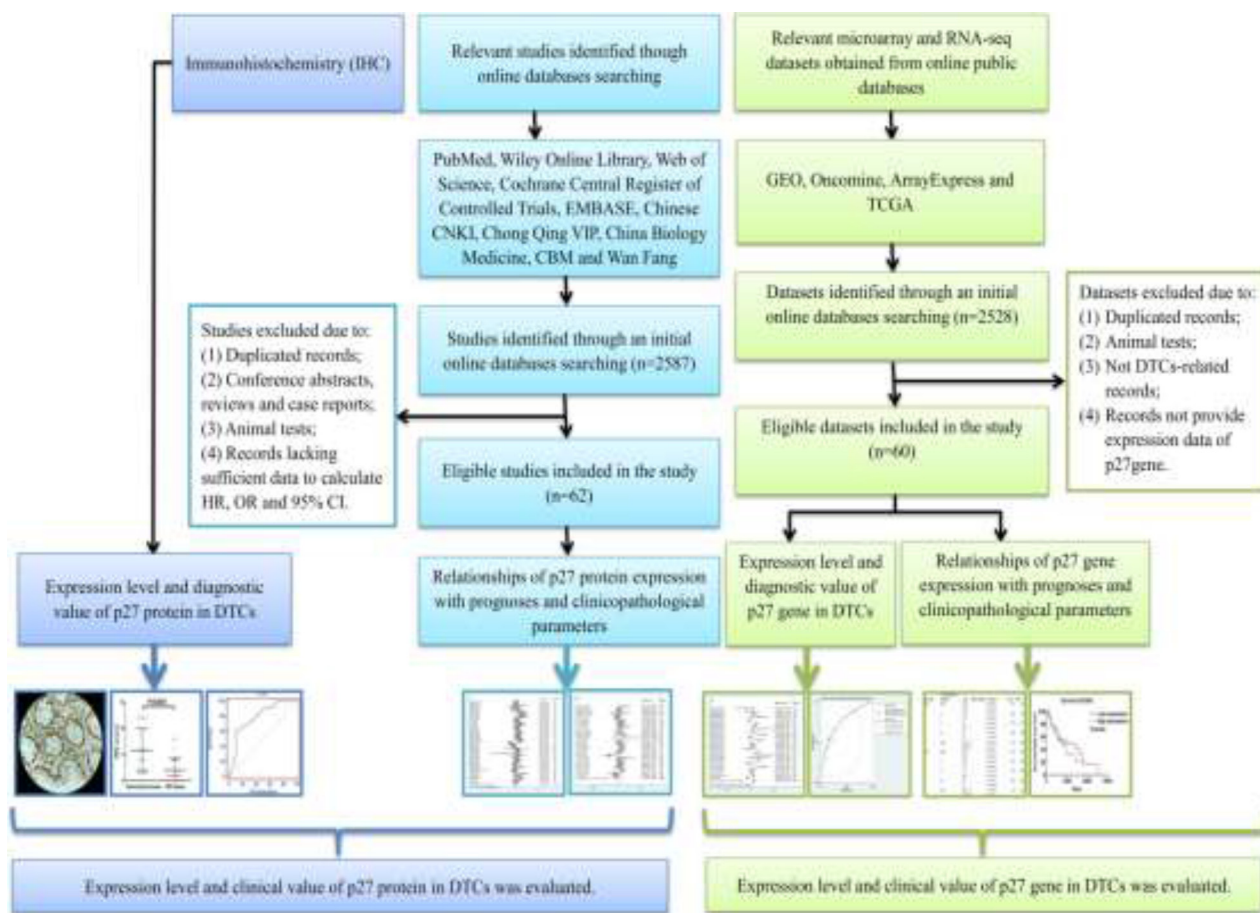 Immunohistochemistry (IHC)
Relevant studies identified though
online databases searching
Relevant microarray and RNA-seq
datasets obtained from online public
databases
PubMed, Wiley Online Library, Web of
Science, Cochrane Central Register of
Controlled Trials, EMBASE, Chinese
CNKI, Chong Qing VIP, China Biology
Medicine, CBM and Wan Fang
GEO, Oncomine, ArrayExpress and
TCGA
Studies excluded due to:
(1) Duplicated records;
(2) Conference abstracts,
reviews and case reports;
(3) Animal tests;
(4) Records lacking
sufficient data to calculate
HR, OR and 95% CI.
Studies identified through an initial
online databases searching (n=2587)
Datasets identified through an initial
online databases searching (n=2528)
Datasets excluded due to:
(1) Duplicated records;
(2) Animal tests;
(3) Not DTCs-related
records;
(4) Records not provide
expression data of
p27gene.
Eligible studies included in the study
(n=62)
Eligible datasets included in the study
(n=60)
Expression level and diagnostic
value of p27 protein in DTCs
Relationships of p27 protein expression
with prognoses and clinicopathological
parameters
Expression level and
diagnostic value of
p27 gene in DTCs
Relationships of p27 gene
expression with prognoses and
clinicopathological parameters
Expression level and clinical value of p27 protein in DTCs was evaluated.
Expression level and clinical value of p27 gene in DTCs was evaluated.